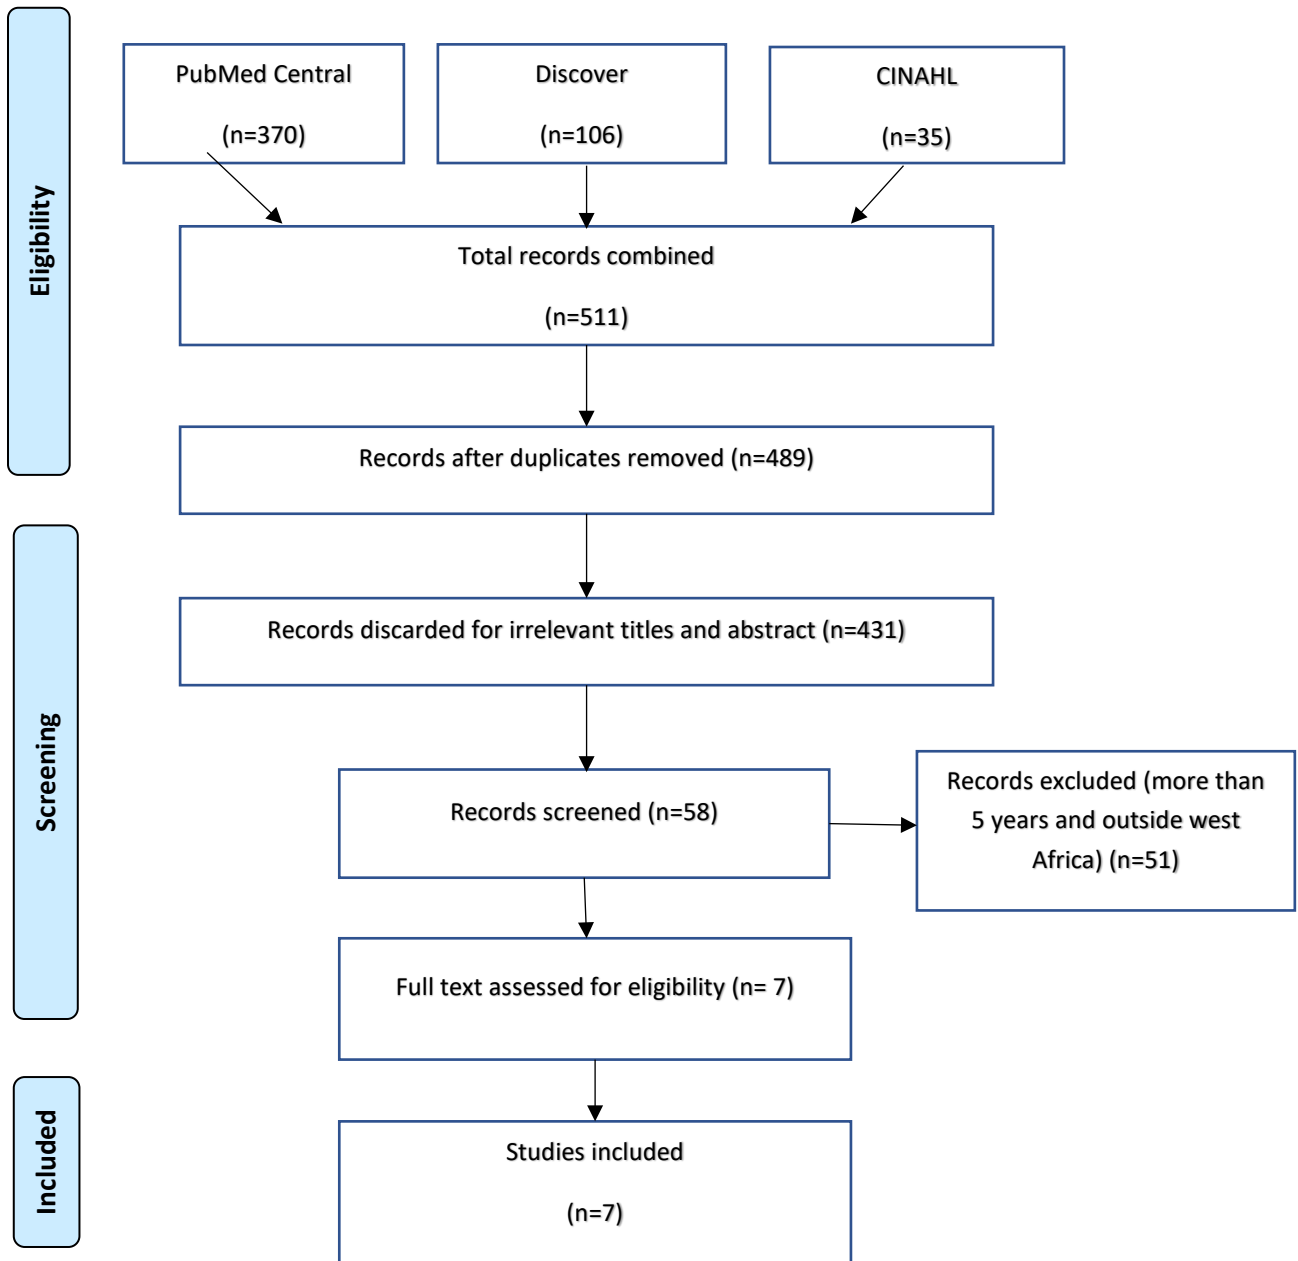 Eligibility
PubMed Central
(n=370)
Discover
(n=106)
CINAHL
(n=35)
Total records combined
(n=511)
Records after duplicates removed (n=489)
Screening
Records discarded for irrelevant titles and abstract (n=431)
Records screened (n=58)
Records excluded (more than
5 years and outside west
Africa) (n=51)
Full text assessed for eligibility (n= 7)
Included
Studies included
(n=7)